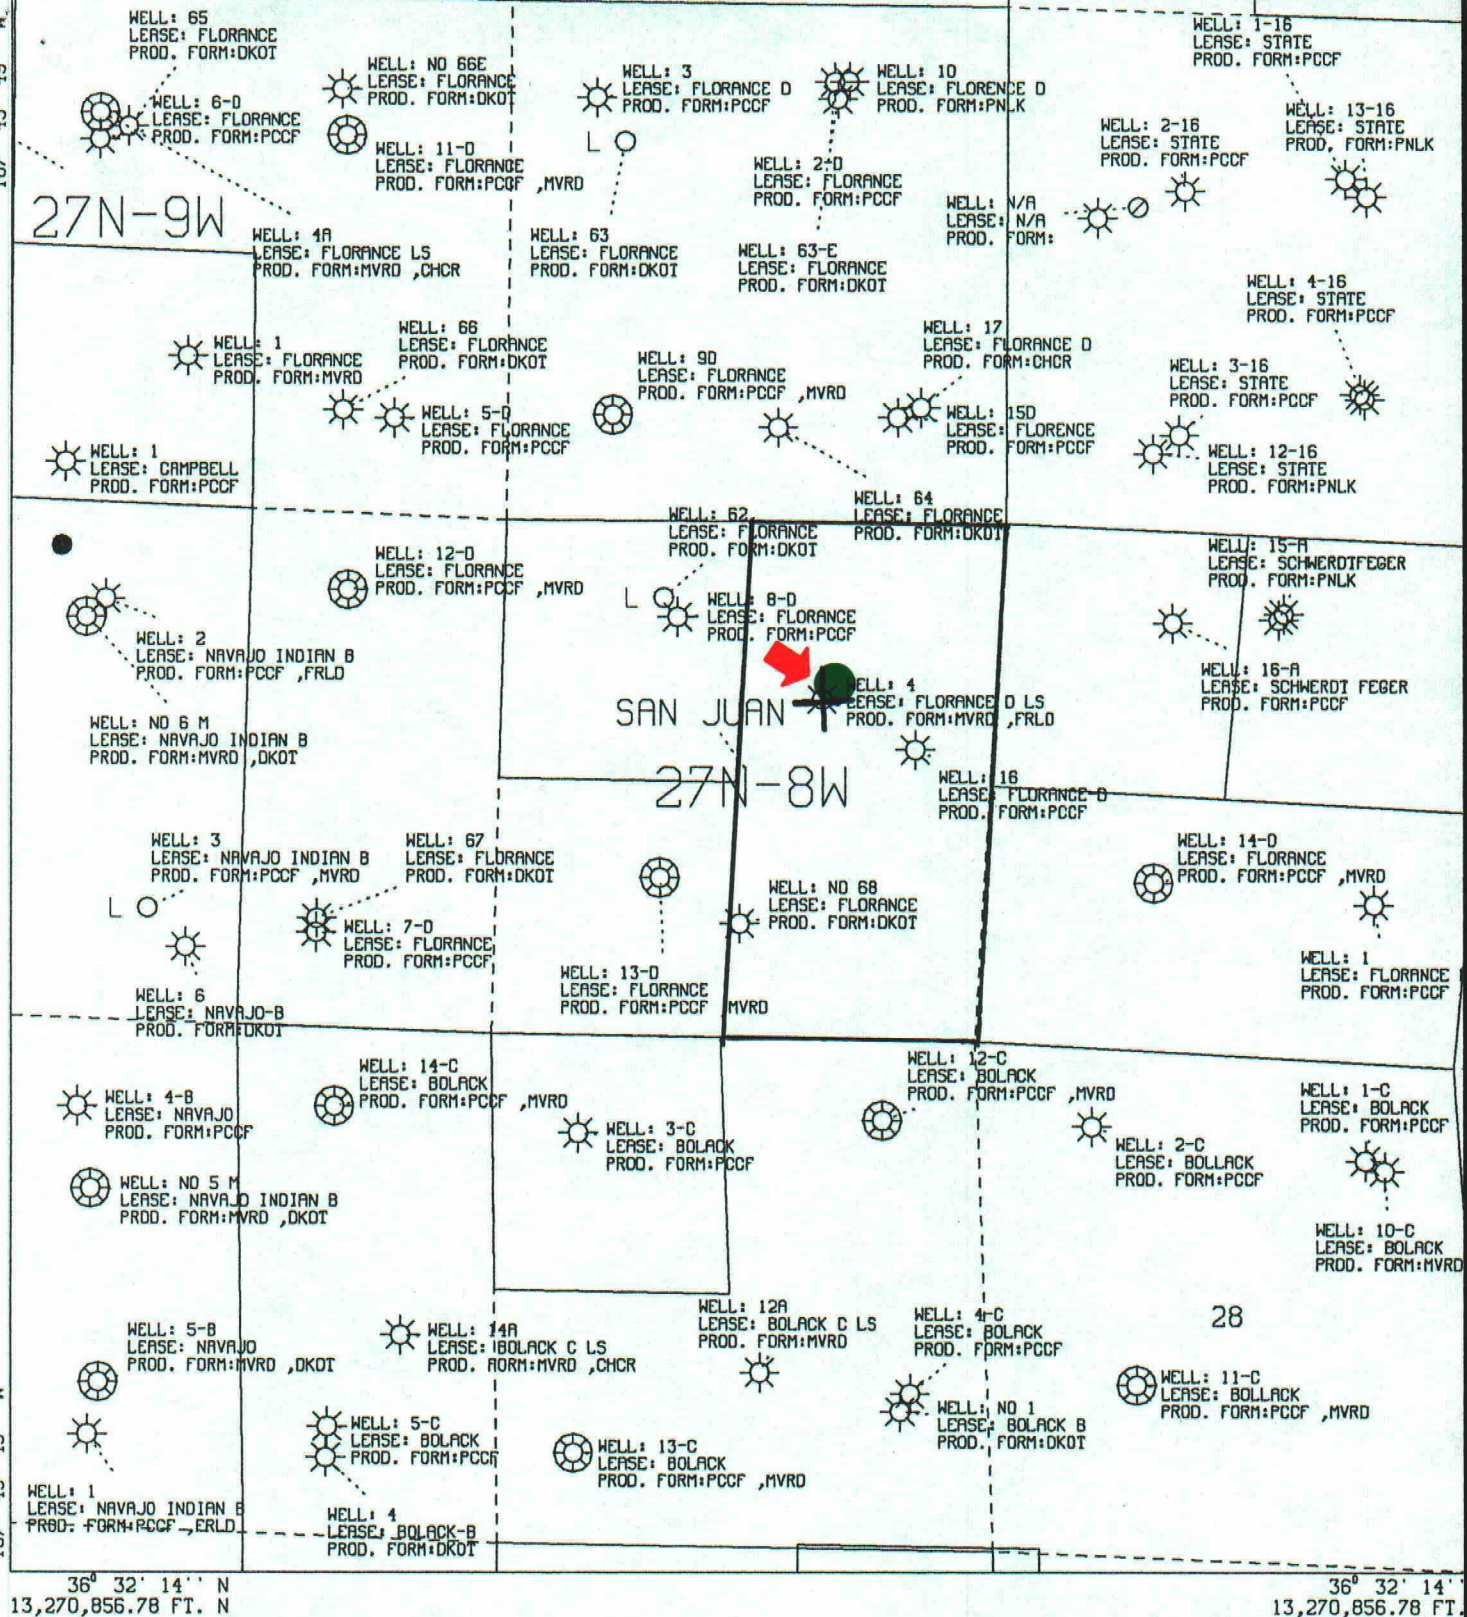 WELL: 65
LEASE: FLORANCE
PROD. FORM:DKOT
WELL: 6-D
LEASE: FLORANCE
PROD. FORM:PCCF
WELL: NO 66E
LEASE: FLORANCE
PROD. FORM:DKOT
WELL: 11-D
LEASE: FLORANCE
PROD. FORM:PCCF ,MVRD
WELL: 3
LEASE: FLORANCE D
PROD. FORM:PCCF
L
WELL: 1D
LEASE: FLORENCE D
PROD. FORM:PNLK
WELL: 2-D
LEASE: FLORANCE
PROD. FORM:PCCF
WELL: 1-16
LEASE: STATE
PROD. FORM:PCCF
WELL: 13-16
LEASE: STATE
PROD. FORM:PNLK
WELL: 2-16
LEASE: STATE
PROD. FORM:PCCF
WELL: N/A
LEASE: N/A
PROD. FORM:
27N-9W
WELL: 4A
LEASE: FLORANCE LS
PROD. FORM:MVRD ,CHCR
WELL: 63
LEASE: FLORANCE
PROD. FORM:DKOT
WELL: 63-E
LEASE: FLORANCE
PROD. FORM:DKOT
WELL: 4-16
LEASE: STATE
PROD. FORM:PCCF
WELL: 1
LEASE: FLORANCE
PROD. FORM:MVRD
WELL: 66
LEASE: FLORANCE
PROD. FORM:DKOT
WELL: 5-D
LEASE: FLORANCE
PROD. FORM:PCCF
WELL: 9D
LEASE: FLORANCE
PROD. FORM:PCCF ,MVRD
WELL: 17
LEASE: FLORANCE D
PROD. FORM:CHCR
WELL: 15D
LEASE: FLORENCE
PROD. FORM:PCCF
WELL: 3-16
LEASE: STATE
PROD. FORM:PCCF
WELL: 12-16
LEASE: STATE
PROD. FORM:PNLK
WELL: 1
LEASE: CAMPBELL
PROD. FORM:PCCF
WELL: 64
LEASE: FLORANCE
PROD. FORM:DKOT
WELL: 62
LEASE: FLORANCE
PROD. FORM:DKOT
L
WELL: 12-D
LEASE: FLORANCE
PROD. FORM:PCCF ,MVRD
WELL: 8-D
LEASE: FLORANCE
PROD. FORM:PCCF
WELL: 15-A
LEASE: SCHWERDTFEGER
PROD. FORM:PNLK
WELL: 2
LEASE: NAVAJO INDIAN B
PROD. FORM:PCCF ,FRLD
WELL: 4
LEASE: FLORANCE D LS
PROD. FORM:MVRD ,FRLD
WELL: 16-A
LEASE: SCHWERDT FEGER
PROD. FORM:PCCF
WELL: NO 6 M
LEASE: NAVAJO INDIAN B
PROD. FORM:MVRD ,DKOT
SAN JUAN
27N-8W
WELL: 16
LEASE: FLORANCE D
PROD. FORM:PCCF
WELL: 3
LEASE: NAVAJO INDIAN B
PROD. FORM:PCCF ,MVRD
L
WELL: 67
LEASE: FLORANCE
PROD. FORM:DKOT
WELL: 7-D
LEASE: FLORANCE
PROD. FORM:PCCF
WELL: NO 68
LEASE: FLORANCE
PROD. FORM:DKOT
WELL: 14-D
LEASE: FLORANCE
PROD. FORM:PCCF ,MVRD
WELL: 6
LEASE: NAVAJO-B
PROD. FORM:DKOT
WELL: 13-D
LEASE: FLORANCE
PROD. FORM:PCCF ,MVRD
WELL: 1
LEASE: FLORANCE
PROD. FORM:PCCF
WELL: 14-C
LEASE: BOLACK
PROD. FORM:PCCF ,MVRD
WELL: 12-C
LEASE: BOLACK
PROD. FORM:PCCF ,MVRD
WELL: 4-B
LEASE: NAVAJO
PROD. FORM:PCCF
WELL: 3-C
LEASE: BOLACK
PROD. FORM:PCCF
WELL: 2-C
LEASE: BOLLACK
PROD. FORM:PCCF
WELL: 1-C
LEASE: BOLACK
PROD. FORM:PCCF
WELL: NO 5 M
LEASE: NAVAJO INDIAN B
PROD. FORM:MVRD ,DKOT
WELL: 10-C
LEASE: BOLACK
PROD. FORM:MVRD
WELL: 5-B
LEASE: NAVAJO
PROD. FORM:MVRD ,DKOT
WELL: 14A
LEASE: BOLACK C LS
PROD. FORM:MVRD ,CHCR
WELL: 12A
LEASE: BOLACK C LS
PROD. FORM:MVRD
WELL: 4-C
LEASE: BOLACK
PROD. FORM:PCCF
28
WELL: 5-C
LEASE: BOLACK
PROD. FORM:PCCF
WELL: 13-C
LEASE: BOLACK
PROD. FORM:PCCF ,MVRD
WELL: NO 1
LEASE: BOLACK B
PROD. FORM:DKOT
WELL: 11-C
LEASE: BOLLACK
PROD. FORM:PCCF ,MVRD
WELL: 1
LEASE: NAVAJO INDIAN B
PROD. FORM:PCCF ,FRLD
WELL: 4
LEASE: BOLACK-B
PROD. FORM:DKOT
36° 32' 14'' N
13,270,856.78 FT. N
36° 32' 14''
13,270,856.78 FT.